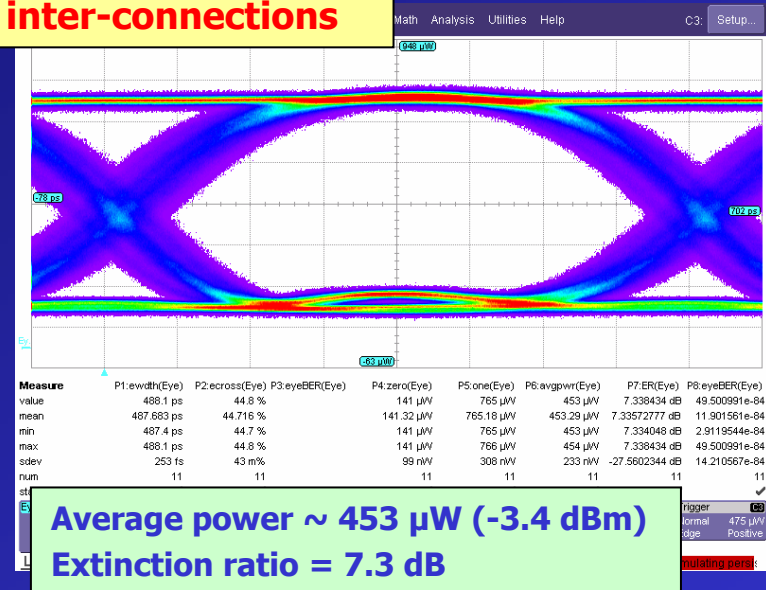 inter-connections
Math Analysis Utilities Help C3: Setup...
948 µW
-78 ps
702 ps
-63 µW
Measure P1:ewdth(Eye) P2:ecross(Eye) P3:eyeBER(Eye) P4:zero(Eye) P5:one(Eye) P6:avgpwr(Eye) P7:ER(Eye) P8:eyeBER(Eye)
value 488.1 ps 44.8 % 141 µW 765 µW 453 µW 7.338434 dB 49.500991e-84
mean 487.683 ps 44.716 % 141.32 µW 765.18 µW 453.29 µW 7.33572777 dB 11.901561e-84
min 487.4 ps 44.7 % 141 µW 765 µW 453 µW 7.334048 dB 2.9119544e-84
max 488.1 ps 44.8 % 141 µW 766 µW 454 µW 7.338434 dB 49.500991e-84
sdev 253 fs 43 m% 99 nW 308 nW 233 nW -27.5602344 dB 14.210567e-84
num 11 11 11 11 11 11 11
C3
475 µW
Positive
Average power ~ 453 µW (-3.4 dBm)
Extinction ratio = 7.3 dB